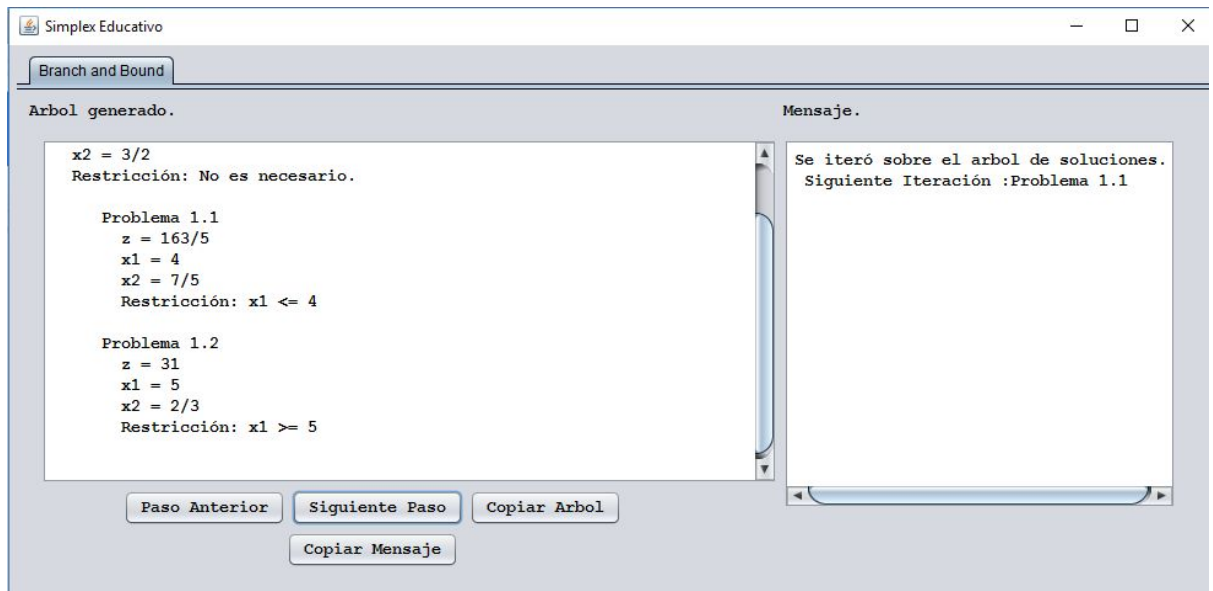 Simplex Educativo
Branch and Bound
Arbol generado.
x2 = 3/2
Restricción: No es necesario.
Problema 1.1
z = 163/5
x1 = 4
x2 = 7/5
Restricción: x1 <= 4
Problema 1.2
z = 31
x1 = 5
x2 = 2/3
Restricción: x1 >= 5
Paso Anterior
Siguiente Paso
Copiar Arbol
Copiar Mensaje
Mensaje.
Se iteró sobre el arbol de soluciones.
Siguiente Iteración :Problema 1.1